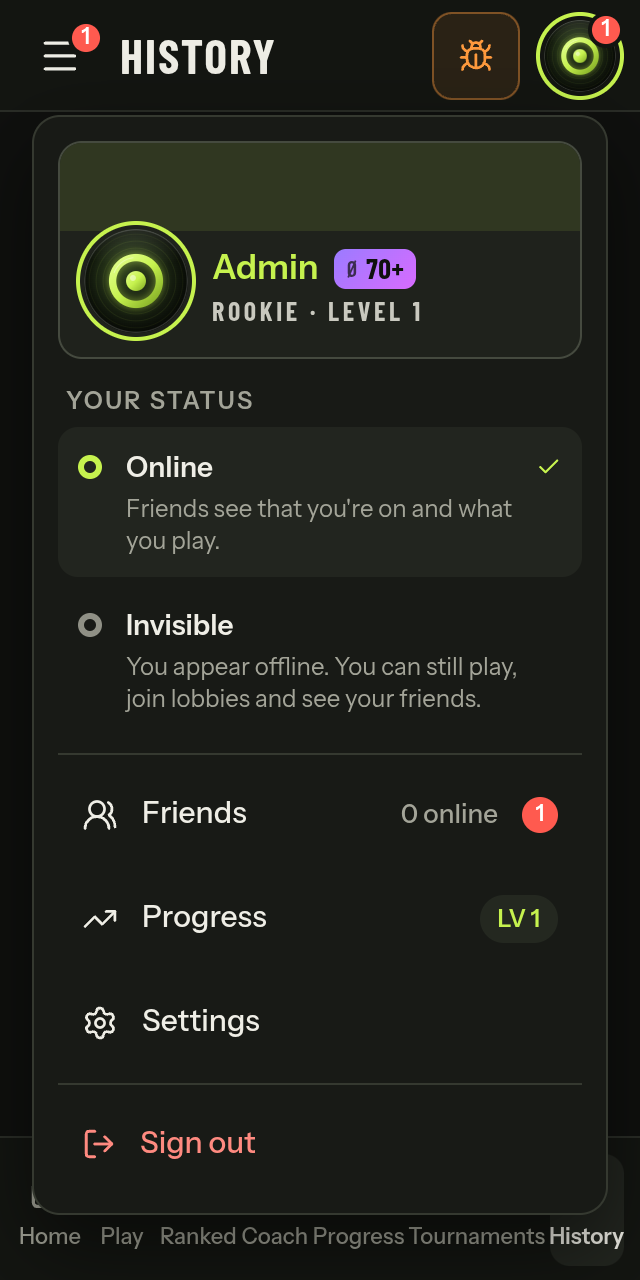 1
HISTORY
1
Admin
Ø 70+
ROOKIE · LEVEL 1
YOUR STATUS
Online
Friends see that you're on and what
you play.
Invisible
You appear offline. You can still play,
join lobbies and see your friends.
Friends 0 online 1
Progress LV 1
Settings
Sign out
Home Play Ranked Coach Progress Tournaments History